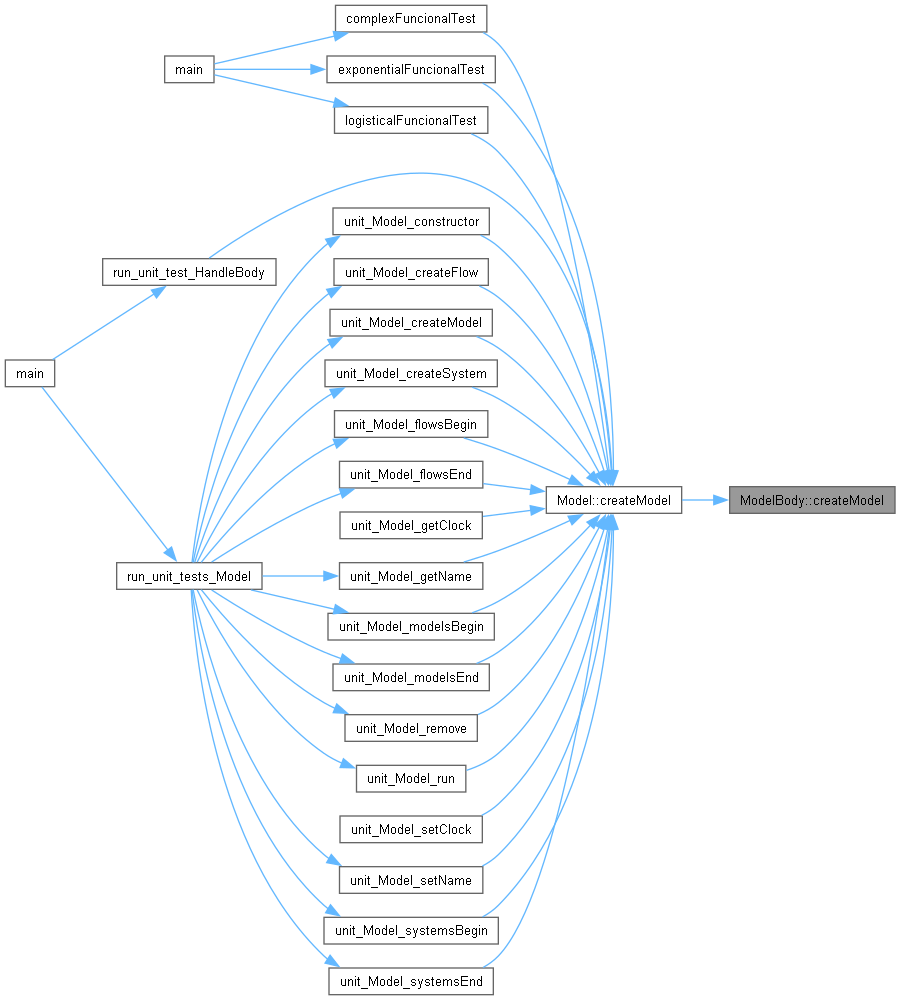 complexFuncionalTest
main
exponentialFuncionalTest
logisticalFuncionalTest
unit_Model_constructor
run_unit_test_HandleBody
unit_Model_createFlow
unit_Model_createModel
main
unit_Model_createSystem
unit_Model_flowsBegin
unit_Model_flowsEnd
Model::createModel
ModelBody::createModel
unit_Model_getClock
run_unit_tests_Model
unit_Model_getName
unit_Model_modelsBegin
unit_Model_modelsEnd
unit_Model_remove
unit_Model_run
unit_Model_setClock
unit_Model_setName
unit_Model_systemsBegin
unit_Model_systemsEnd